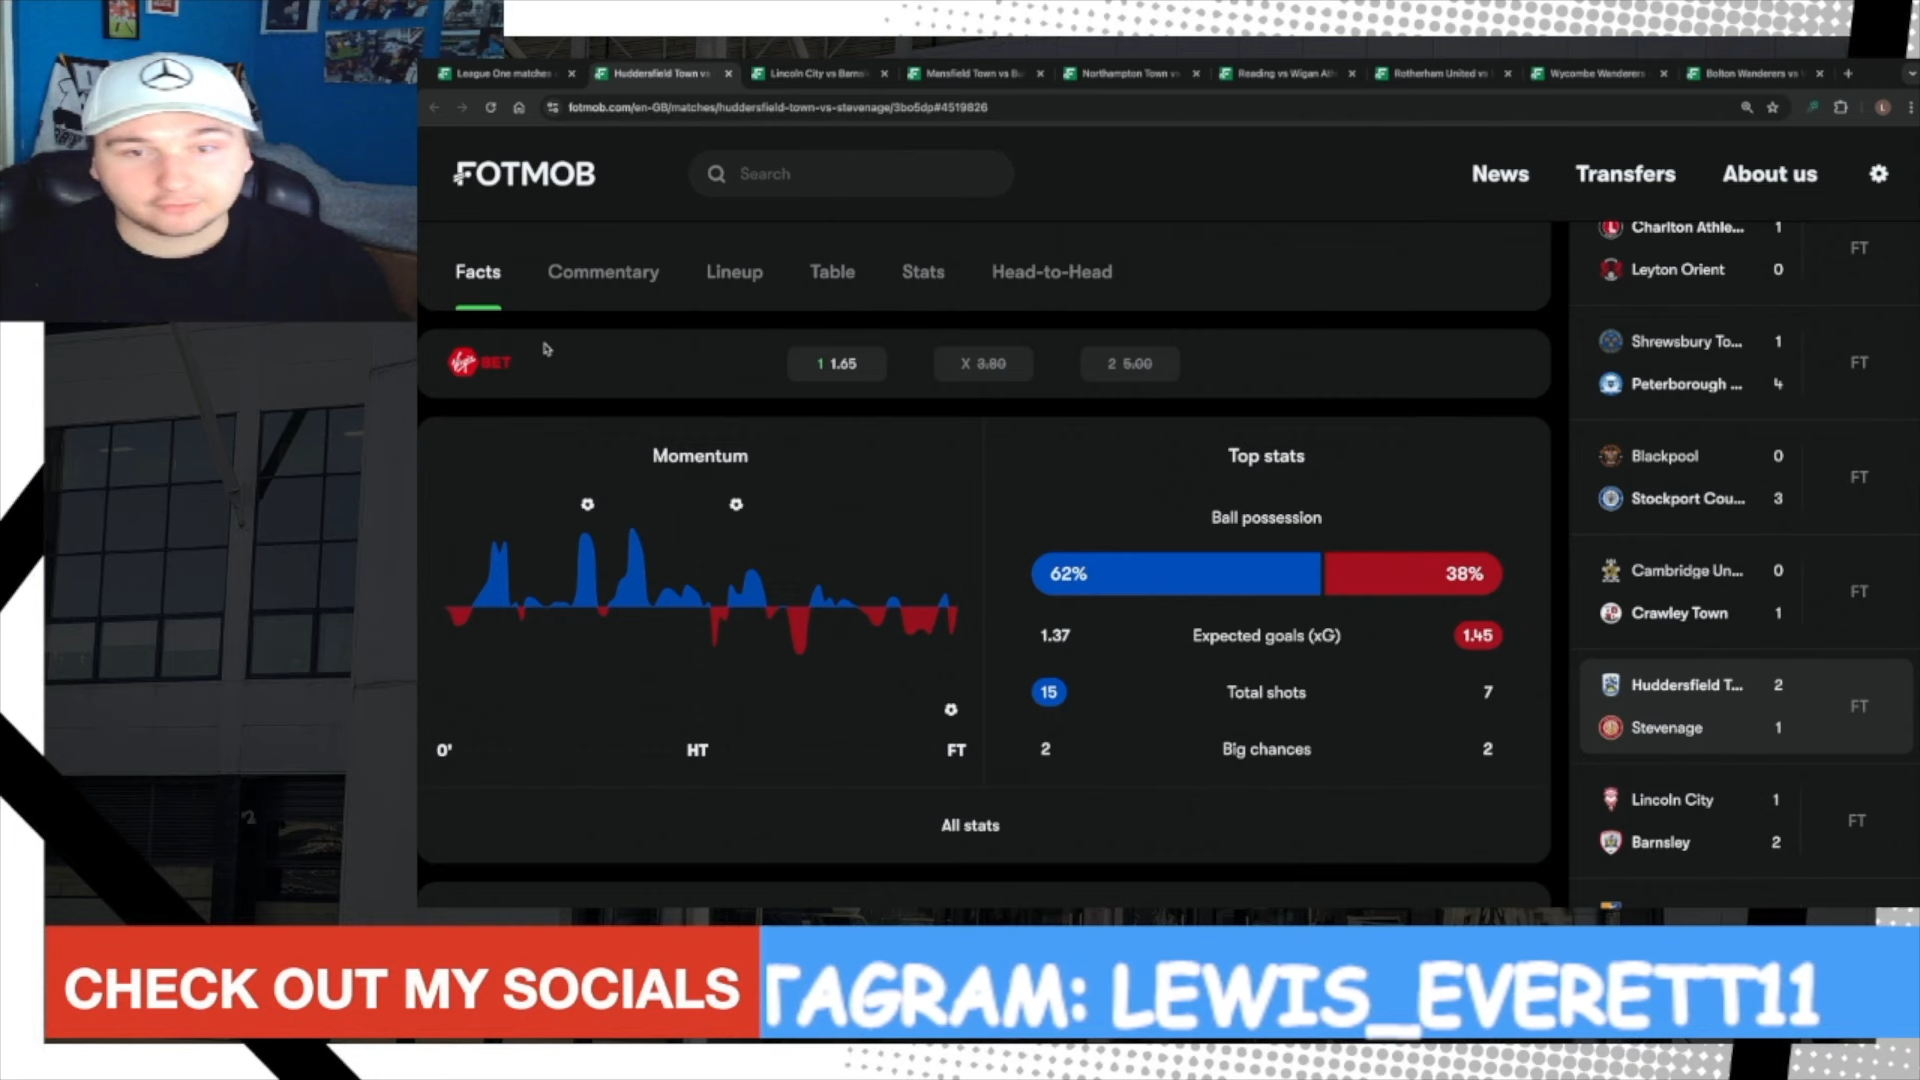 League One matches
Huddersfield Town vs
Lincoln City vs Barns
Mansfield Town vs B
Northampton Town vs
Reading vs Wigan Ath
Rotherham United vs
Wycombe Wanderers
Bolton Wanderers vs
fotmob.com/en-GB/matches/huddersfield-town-vs-stevenage/3bo5dp#4519826
L
FOTMOB
Search
News
Transfers
About us
Facts
Commentary
Lineup
Table
Stats
Head-to-Head
Virgin BET
1 1.65
X 3.80
2 5.00
Momentum
0'
HT
FT
Top stats
Ball possession
62%
38%
1.37 Expected goals (xG) 1.45
15 Total shots 7
2 Big chances 2
All stats
Charlton Athle... 1
FT
Leyton Orient 0
Shrewsbury To... 1
FT
Peterborough ... 4
Blackpool 0
FT
Stockport Cou... 3
Cambridge Un... 0
FT
Crawley Town 1
Huddersfield T... 2
FT
Stevenage 1
Lincoln City 1
FT
Barnsley 2
CHECK OUT MY SOCIALS
TAGRAM: LEWIS_EVERETT11